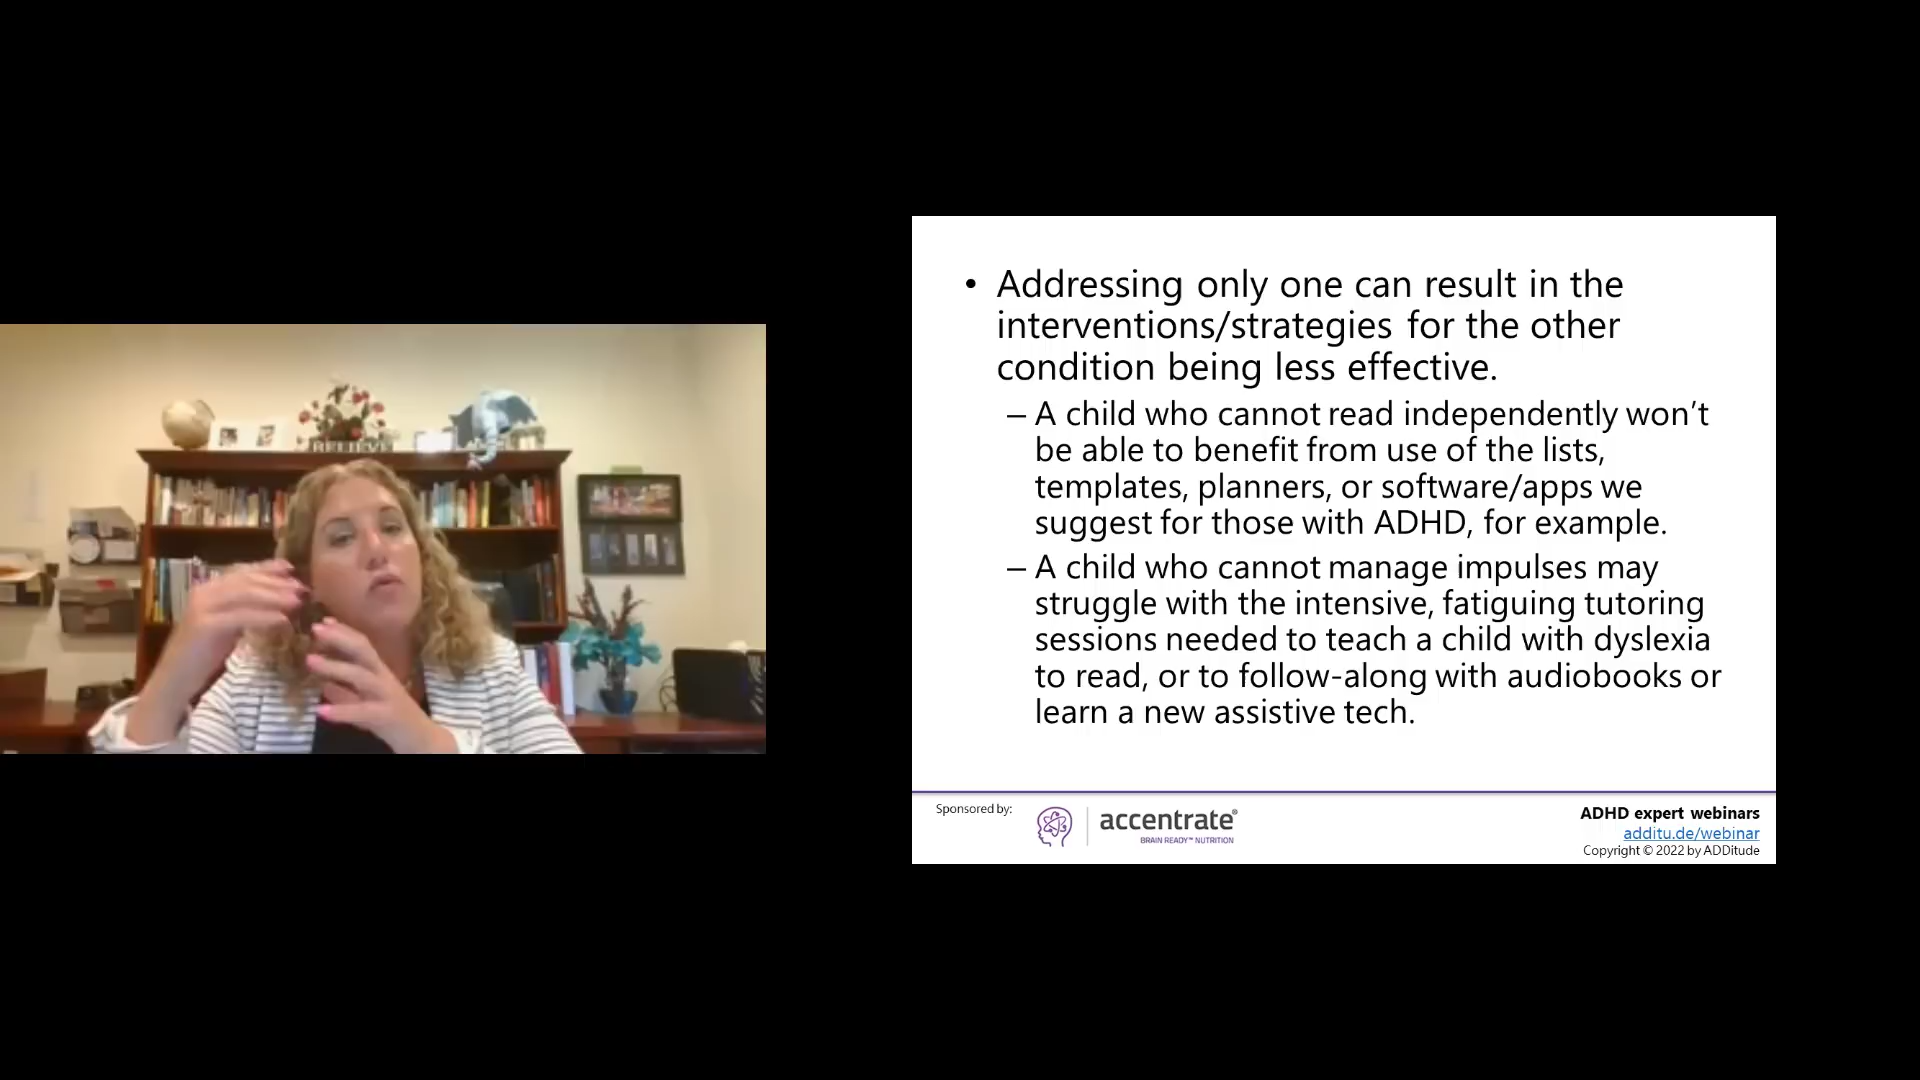 BELIEVE
• Addressing only one can result in the
interventions/strategies for the other
condition being less effective.
– A child who cannot read independently won’t
be able to benefit from use of the lists,
templates, planners, or software/apps we
suggest for those with ADHD, for example.
– A child who cannot manage impulses may
struggle with the intensive, fatiguing tutoring
sessions needed to teach a child with dyslexia
to read, or to follow-along with audiobooks or
learn a new assistive tech.
Sponsored by:
accentrate®
BRAIN READY™ NUTRITION
ADHD expert webinars
additu.de/webinar
Copyright © 2022 by ADDitude